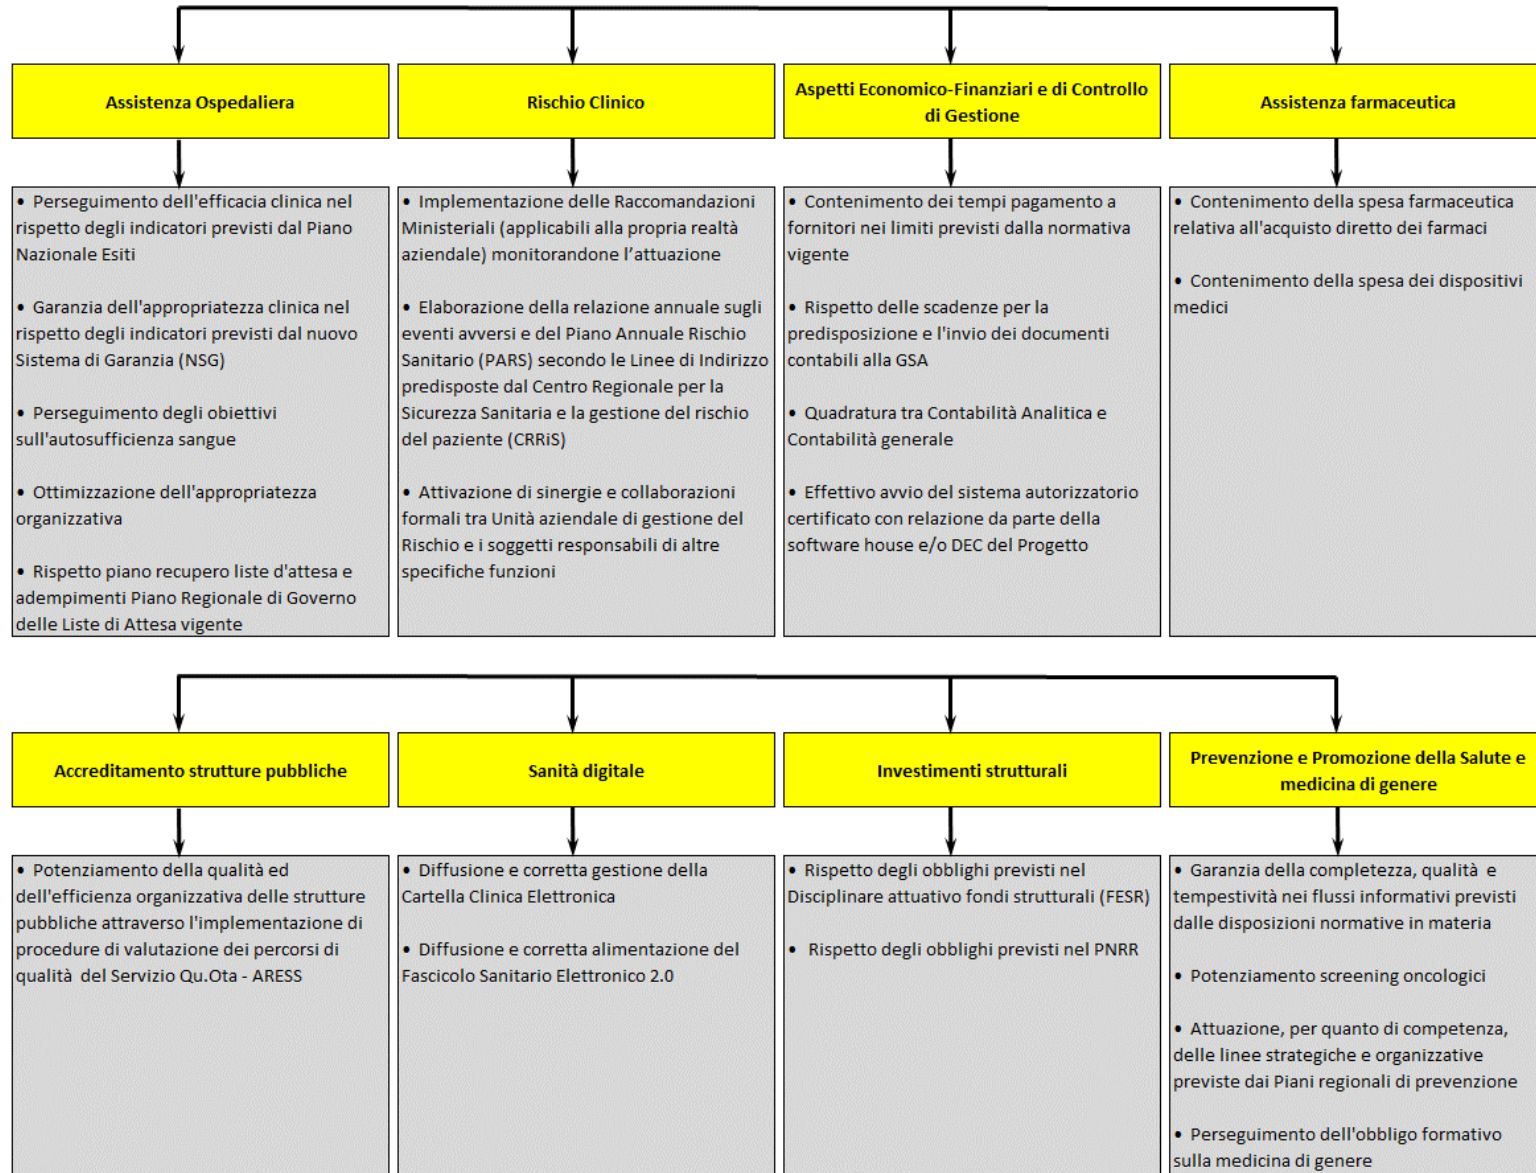 Assistenza Ospedaliera
Rischio Clinico
Aspetti Economico-Finanziari e di Controllo
di Gestione
Assistenza farmaceutica
• Perseguimento dell'efficacia clinica nel
rispetto degli indicatori previsti dal Piano
Nazionale Esiti
• Garanzia dell'appropriatezza clinica nel
rispetto degli indicatori previsti dal nuovo
Sistema di Garanzia (NSG)
• Perseguimento degli obiettivi
sull'autosufficienza sangue
• Ottimizzazione dell'appropriatezza
organizzativa
• Rispetto piano recupero liste d'attesa e
adempimenti Piano Regionale di Governo
delle Liste di Attesa vigente
• Implementazione delle Raccomandazioni
Ministeriali (applicabili alla propria realtà
aziendale) monitorandone l'attuazione
• Elaborazione della relazione annuale sugli
eventi avversi e del Piano Annuale Rischio
Sanitario (PARS) secondo le Linee di Indirizzo
predisposte dal Centro Regionale per la
Sicurezza Sanitaria e la gestione del rischio
del paziente (CRRiS)
• Attivazione di sinergie e collaborazioni
formali tra Unità aziendale di gestione del
Rischio e i soggetti responsabili di altre
specifiche funzioni
• Contenimento dei tempi pagamento a
fornitori nei limiti previsti dalla normativa
vigente
• Rispetto delle scadenze per la
predisposizione e l'invio dei documenti
contabili alla GSA
• Quadratura tra Contabilità Analitica e
Contabilità generale
• Effettivo avvio del sistema autorizzatorio
certificato con relazione da parte della
software house e/o DEC del Progetto
• Contenimento della spesa farmaceutica
relativa all'acquisto diretto dei farmaci
• Contenimento della spesa dei dispositivi
medici
Accreditamento strutture pubbliche
Sanità digitale
Investimenti strutturali
Prevenzione e Promozione della Salute e
medicina di genere
• Potenziamento della qualità ed
dell'efficienza organizzativa delle strutture
pubbliche attraverso l'implementazione di
procedure di valutazione dei percorsi di
qualità del Servizio Qu.Ota - ARESS
• Diffusione e corretta gestione della
Cartella Clinica Elettronica
• Diffusione e corretta alimentazione del
Fascicolo Sanitario Elettronico 2.0
• Rispetto degli obblighi previsti nel
Disciplinare attuativo fondi strutturali (FESR)
• Rispetto degli obblighi previsti nel PNRR
• Garanzia della completezza, qualità e
tempestività nei flussi informativi previsti
dalle disposizioni normative in materia
• Potenziamento screening oncologici
• Attuazione, per quanto di competenza,
delle linee strategiche e organizzative
previste dai Piani regionali di prevenzione
• Perseguimento dell'obbligo formativo
sulla medicina di genere